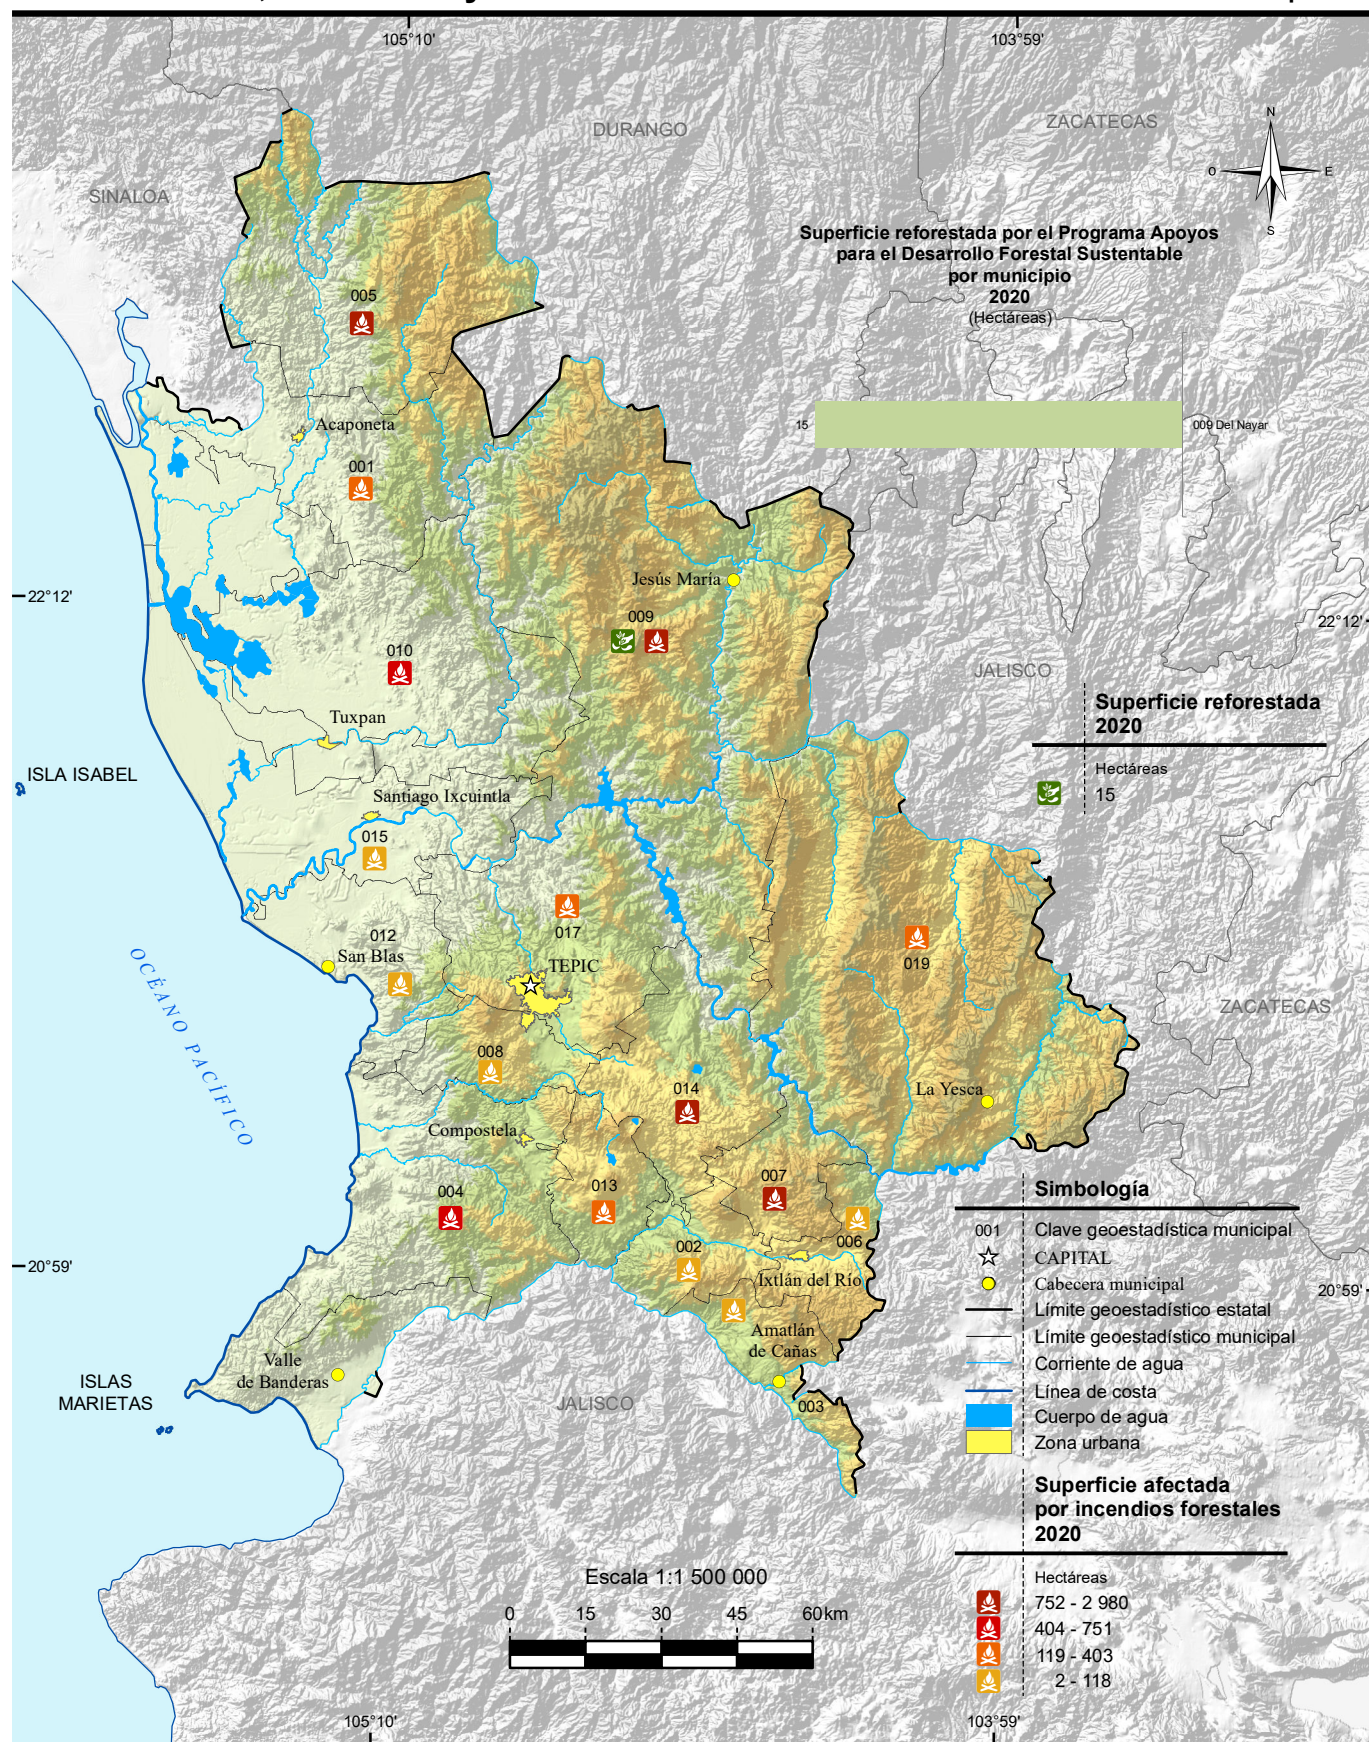 105°10'
103°59'
DURANGO
ZACATECAS
SINALOA
N
O
E
S
Superficie reforestada por el Programa Apoyos
para el Desarrollo Forestal Sustentable
por municipio
2020
(Hectáreas)
15
009 Del Nayar
005
Acaponeta
001
Jesús María
22°12'
009
22°12'
010
JALISCO
Superficie reforestada
2020
Hectáreas
15
Tuxpan
ISLA ISABEL
Santiago Ixcuintla
015
012
San Blas
017
TEPIC
019
OCÉANO PACÍFICO
ZACATECAS
008
014
La Yesca
Compostela
004
013
007
006
002
Ixtlán del Río
20°59'
20°59'
Amatlán
de Cañas
003
Valle
de Banderas
ISLAS
MARIETAS
JALISCO
Simbología
001 Clave geoestadística municipal
CAPITAL
Cabecera municipal
Límite geoestadístico estatal
Límite geoestadístico municipal
Corriente de agua
Línea de costa
Cuerpo de agua
Zona urbana
Superficie afectada
por incendios forestales
2020
Hectáreas
752 - 2 980
404 - 751
119 - 403
2 - 118
Escala 1:1 500 000
0 15 30 45 60 km
105°10'
103°59'